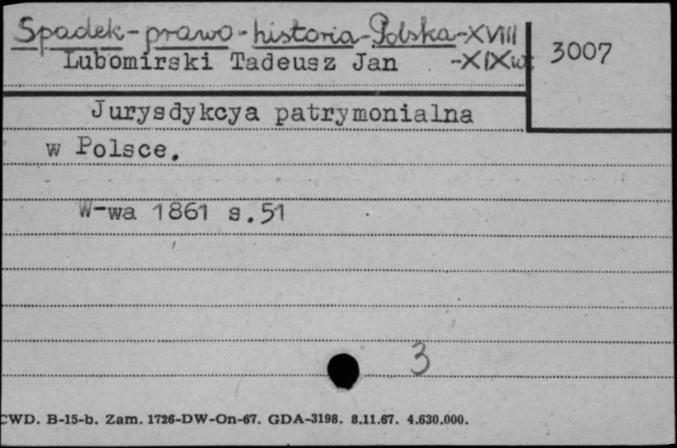 Spadek-prawo-historia-Polska-XVIII
-XIXw.
Lubomirski Tadeusz Jan
3007
Jurysdykcya patrymonialna
w Polsce.
W-wa 1861 s.51
3
CWD. B-15-b. Zam. 1726-DW-On-67. GDA-3198. 8.11.67. 4.630.000.